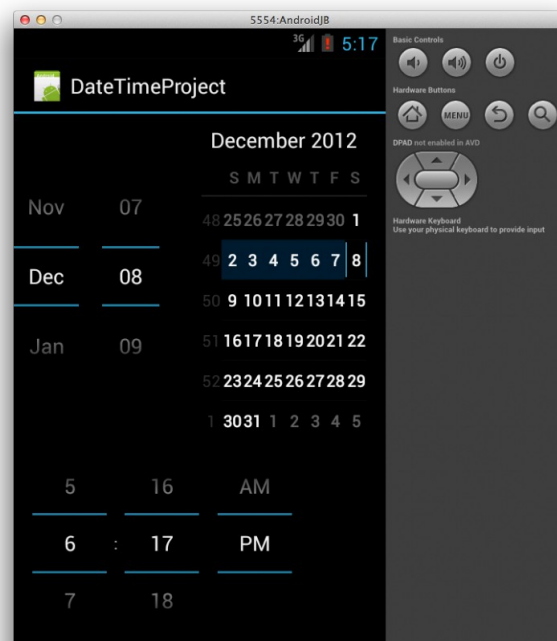 5554:AndroidJB
3G 5:17
DateTimeProject
Basic Controls
Hardware Buttons
MENU
DPAD not enabled in AVD
Hardware Keyboard
Use your physical keyboard to provide input
Nov 07
Dec 08
Jan 09
December 2012
S M T W T F S
48 25 26 27 28 29 30 1
49 2 3 4 5 6 7 8
50 9 10 11 12 13 14 15
51 16 17 18 19 20 21 22
52 23 24 25 26 27 28 29
1 30 31 1 2 3 4 5
5 16 AM
6 : 17 PM
7 18